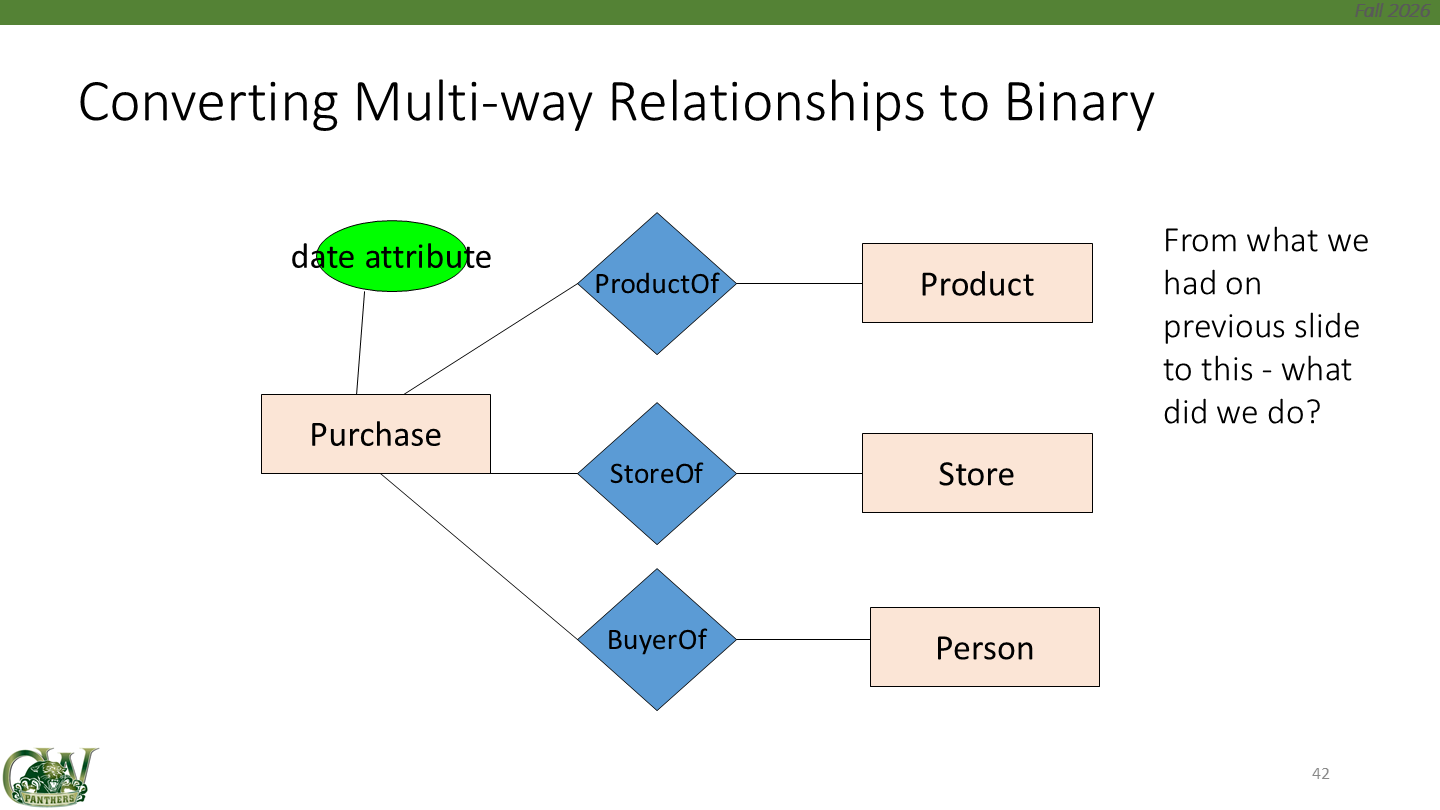 Fall 2026
Converting Multi-way Relationships to Binary
date attribute
ProductOf
Product
From what we
had on
previous slide
to this - what
did we do?
Purchase
StoreOf
Store
BuyerOf
Person
OW
PANTHERS
42